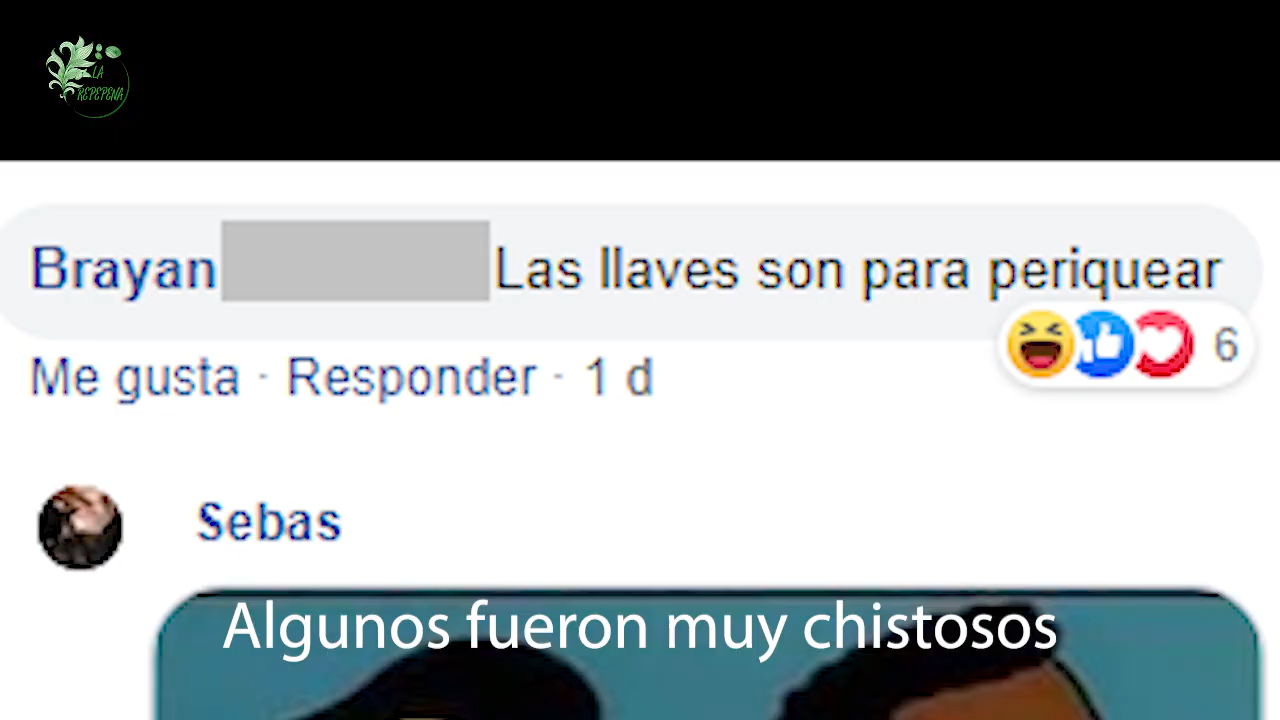 LA
REPEPENA
Brayan Las llaves son para periquear
6
Me gusta · Responder · 1 d
Sebas
Algunos fueron muy chistosos